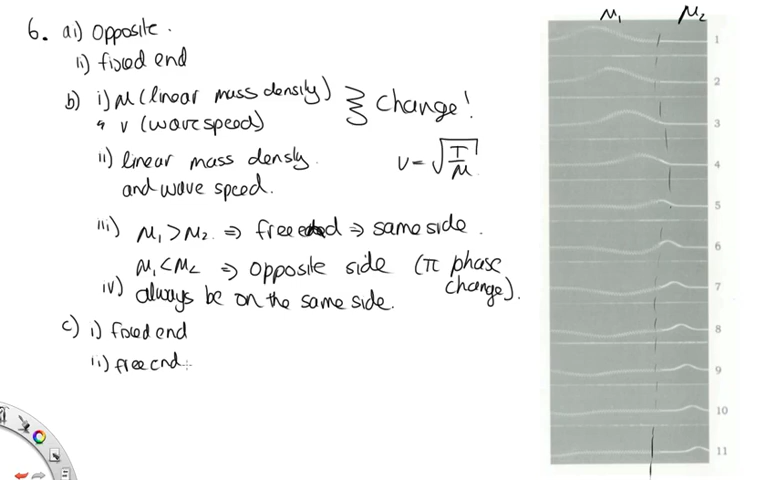 6. ai) Opposite.
ii) fixed end
b) i) μ (linear mass density)
& v (wavespeed)
} Change!
ii) linear mass density
and wave speed.
v = √T/μ
iii) μ₁ > μ₂ ⇒ free end ⇒ same side.
μ₁ < μ₂ ⇒ opposite side (π phase change).
iv) always be on the same side.
c) i) fixed end
ii) free end.
μ₁ μ₂
1
2
3
4
5
6
7
8
9
10
11